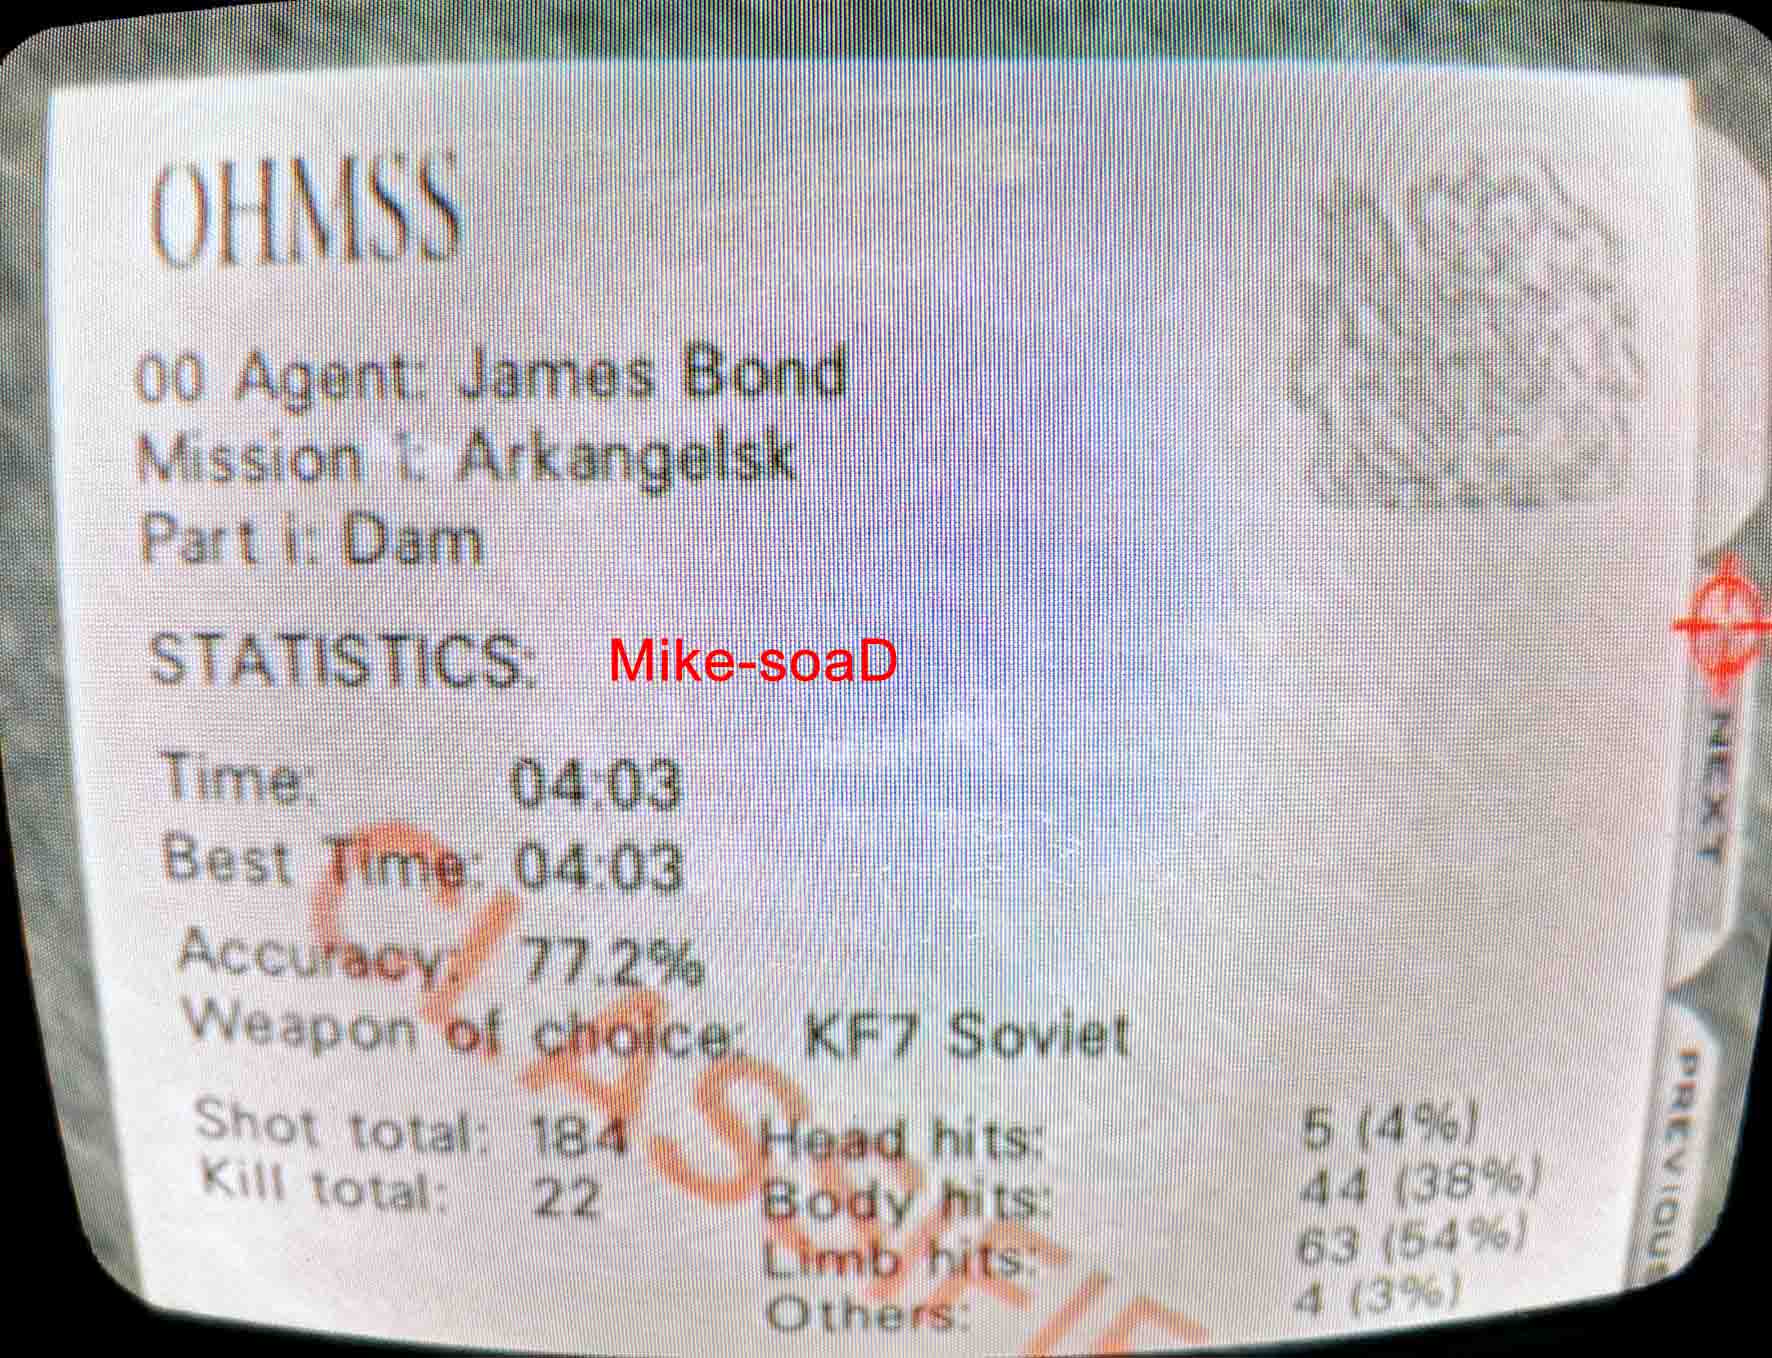 OHMSS
00 Agent: James Bond
Mission 1: Arkangelsk
Part i: Dam
STATISTICS: Mike-soaD
Time: 04:03
Best Time: 04:03
Accuracy: 77.2%
Weapon of choice: KF7 Soviet
Shot total: 184 Head hits: 5 (4%)
Kill total: 22 Body hits: 44 (38%)
Limb hits: 63 (54%)
Others: 4 (3%)
NEXT
PREVIOUS
CLASSIFIE